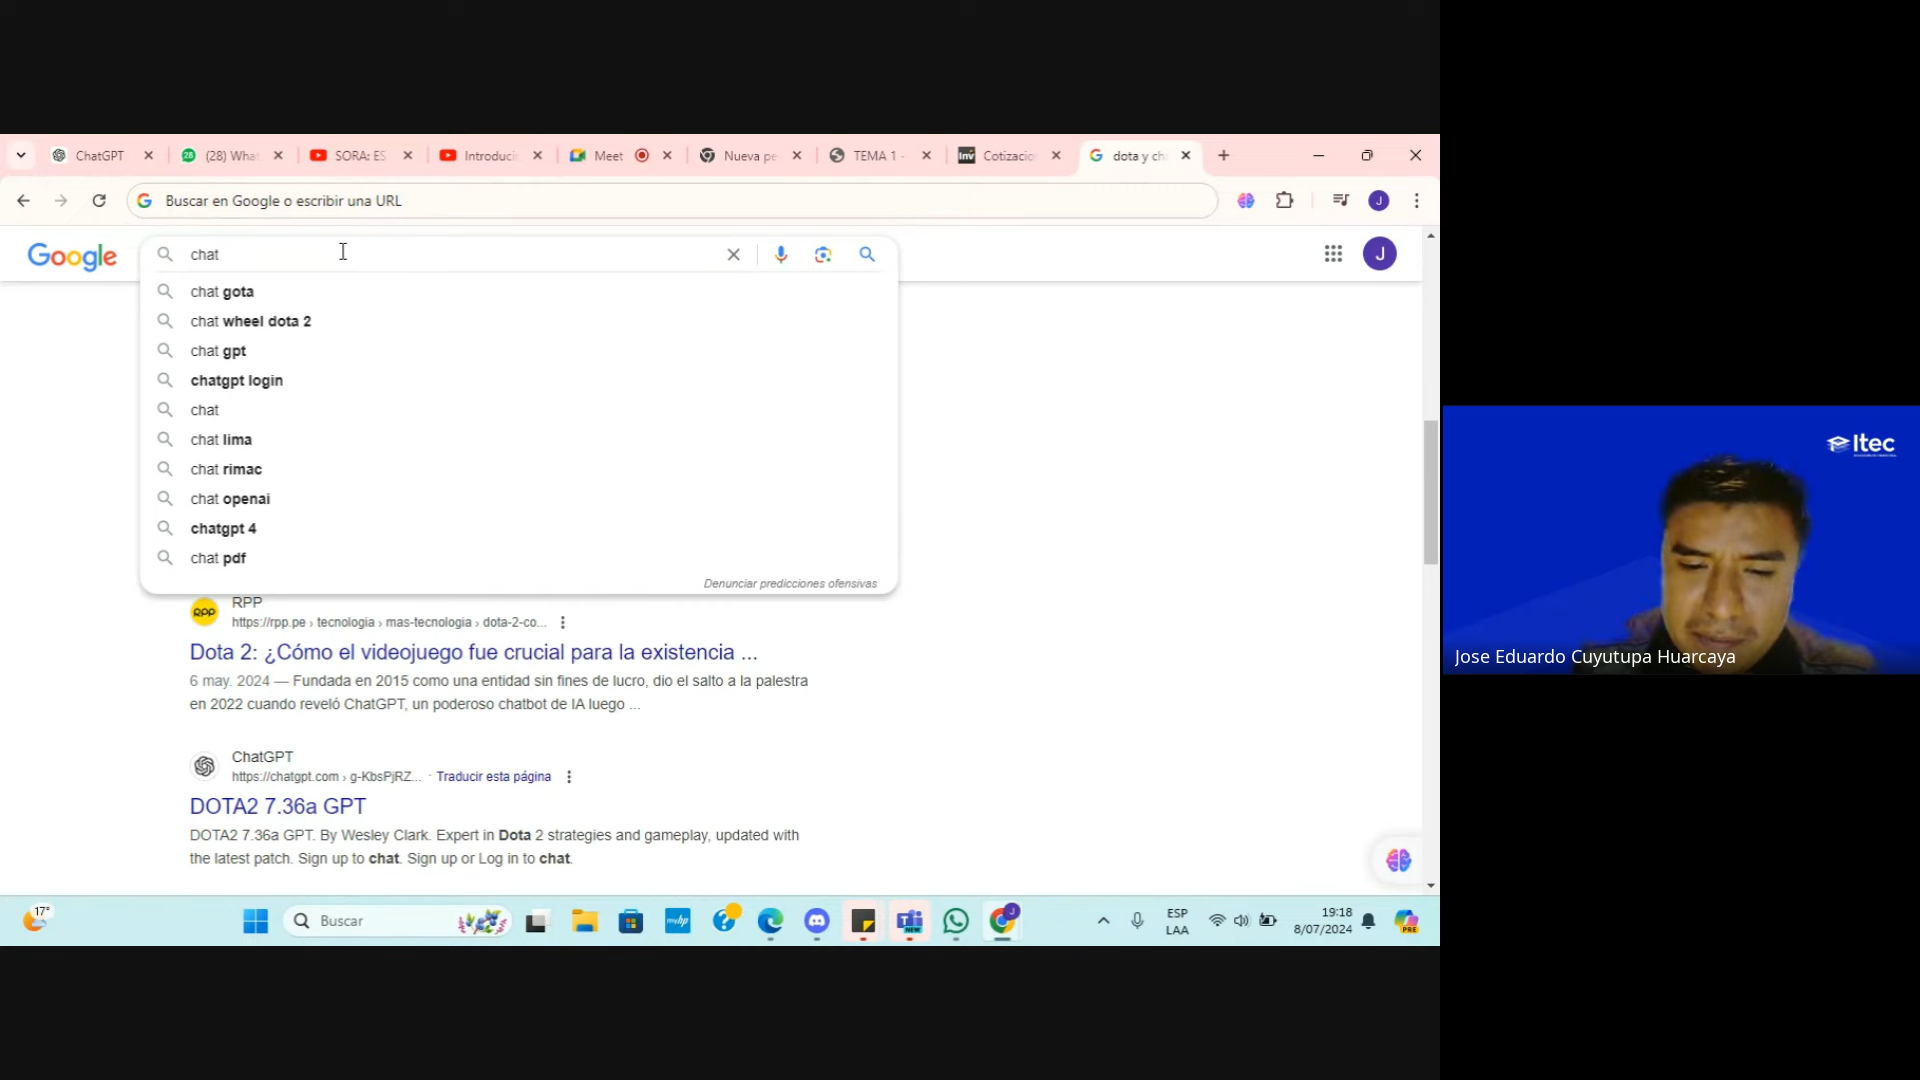 ChatGPT
(28) What
SORA: ES
Introduci
Meet
Nueva pe
TEMA 1 -
Inv
Cotizacio
dota y ch
Buscar en Google o escribir una URL
J
Google
chat
J
chat gota
chat wheel dota 2
chat gpt
chatgpt login
chat
chat lima
chat rimac
chat openai
chatgpt 4
chat pdf
Denunciar predicciones ofensivas
RPP
RPP
https://rpp.pe › tecnologia › mas-tecnologia › dota-2-co...
Dota 2: ¿Cómo el videojuego fue crucial para la existencia ...
6 may. 2024 — Fundada en 2015 como una entidad sin fines de lucro, dio el salto a la palestra
en 2022 cuando reveló ChatGPT, un poderoso chatbot de IA luego ...
ChatGPT
https://chatgpt.com › g-KbsPjRZ... · Traducir esta página
DOTA2 7.36a GPT
DOTA2 7.36a GPT. By Wesley Clark. Expert in Dota 2 strategies and gameplay, updated with
the latest patch. Sign up to chat. Sign up or Log in to chat.
17°
Buscar
myhp
NEW
J
ESP
LAA
19:18
8/07/2024
PRE
Itec
Jose Eduardo Cuyutupa Huarcaya